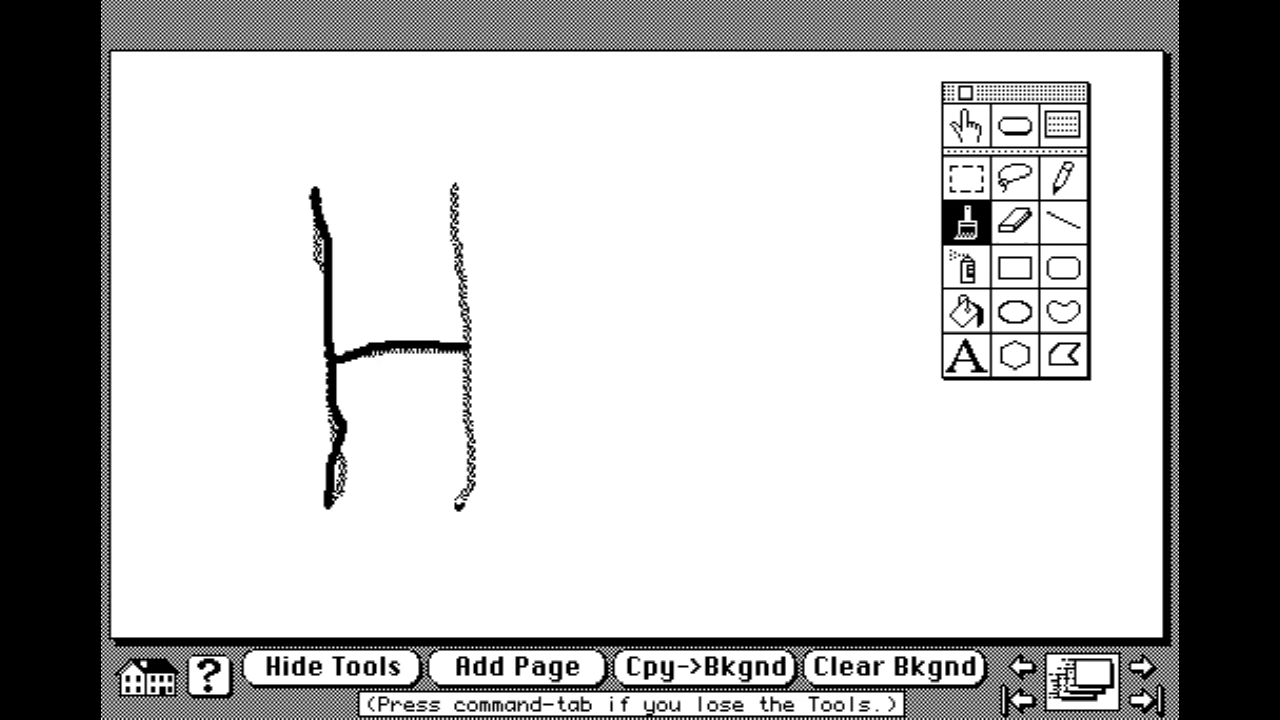 H
A
?
Hide Tools
Add Page
Cpy->Bkgnd
Clear Bkgnd
(Press command-tab if you lose the Tools.)